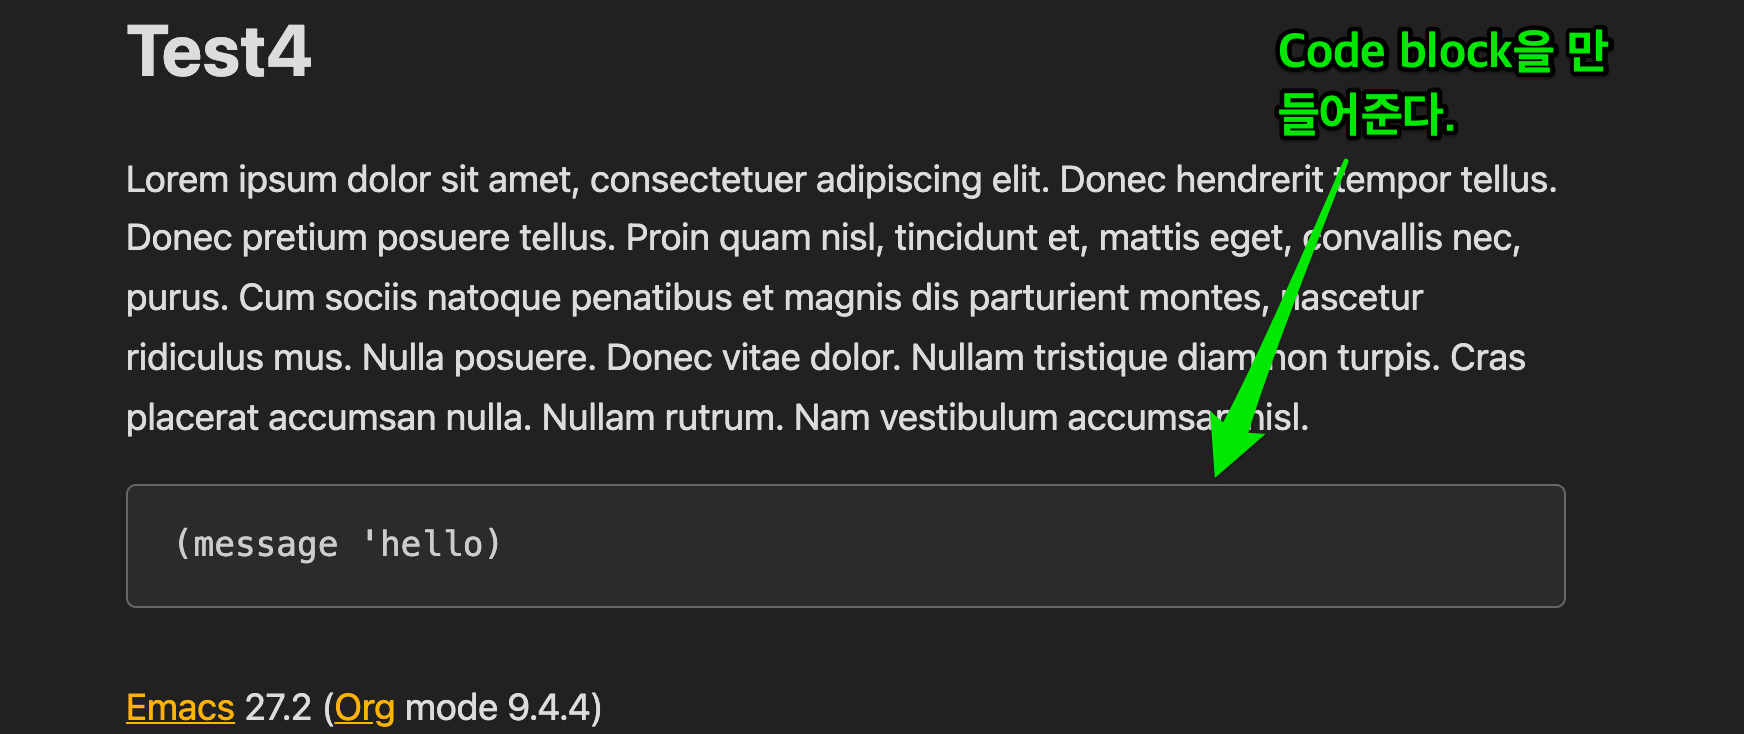 Test4
Code block을 만
들어준다.
Lorem ipsum dolor sit amet, consectetuer adipiscing elit. Donec hendrerit tempor tellus.
Donec pretium posuere tellus. Proin quam nisl, tincidunt et, mattis eget, convallis nec,
purus. Cum sociis natoque penatibus et magnis dis parturient montes, nascetur
ridiculus mus. Nulla posuere. Donec vitae dolor. Nullam tristique diam non turpis. Cras
placerat accumsan nulla. Nullam rutrum. Nam vestibulum accumsan nisl.
(message 'hello)
Emacs 27.2 (Org mode 9.4.4)